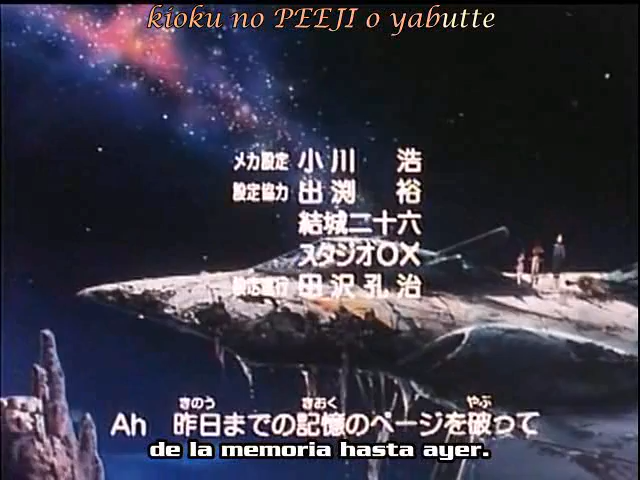 kioku no PEEJI o yabutte
メカ設定 小川 浩
設定協力 出渕 裕
結城二十六
スタジオOX
田沢孔治
きのう きおく やぶ
Ah 昨日までの記憶のページを破って
de la memoria hasta ayer.